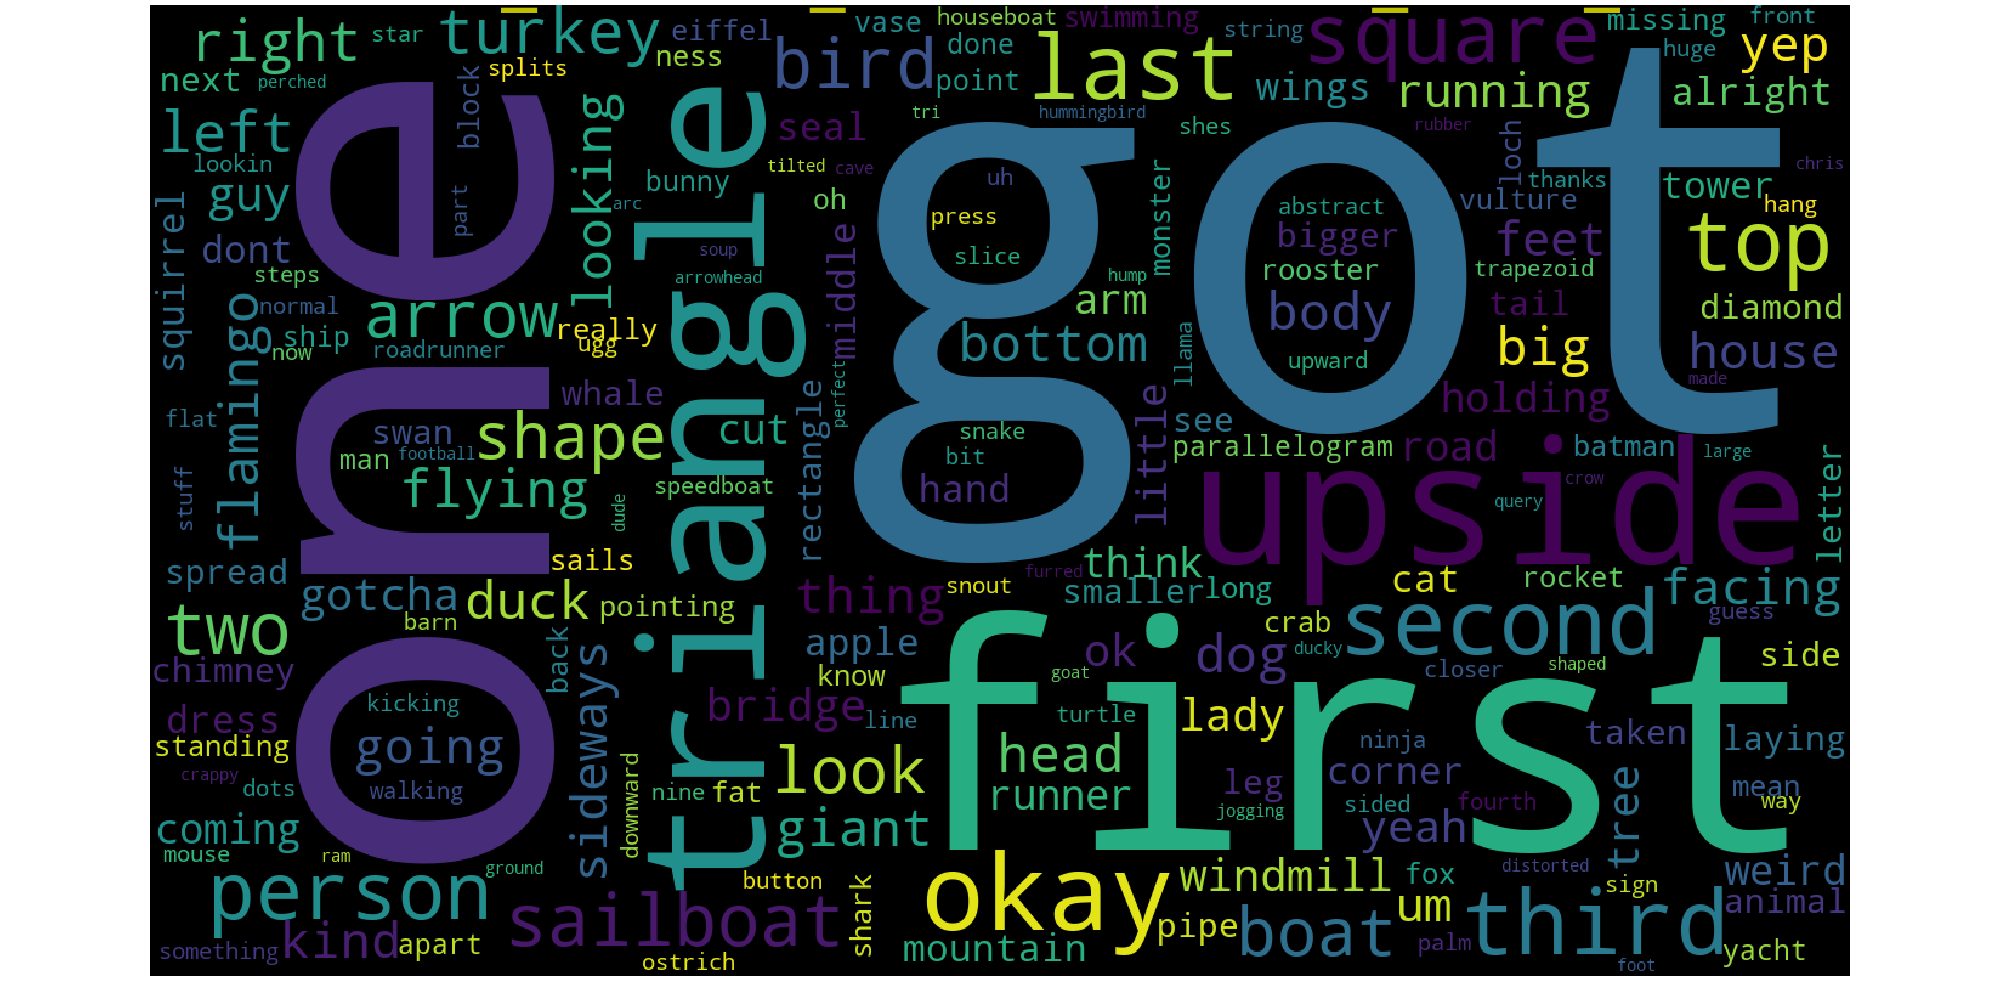 right
star
turkey
eiffel
ness
bird
vase
houseboat
swimming
done
point
last
string
square
missing
front
huge
yep
next
perched
splits
block
looking
wings
running
alright
left
lookin
guy
dont
steps
normal
ship
now
squirrel
flamingo
part
one
arc
bunny
seal
tilted
cave
oh
tri
hummingbird
shes
rubber
loch
chris
thanks
vulture
tower
hang
feet
top
got
uh
press
slice
abstract
bigger
rooster
body
upward
monster
hump
arm
bottom
trapezoid
tail
diamond
big
house
made
soup
arrowhead
middle
triangle
arrow
really
ugg
roadrunner
whale
shape
cut
swan
man
football
flying
dude
speedboat
rectangle
perfect
llama
little
see
holding
parallelogram
road
batman
large
crow
query
letter
upside
snake
bit
hand
flat
stuff
spread
gotcha
sails
duck
pointing
barn
two
thing
snout
furred
think
smaller
long
cat
rocket
facing
guess
second
crab
ducky
dog
ok
apple
know
goat
closer
shaped
side
chimney
back
sideways
kicking
dress
standing
going
crappy
dots
walking
bridge
line
turtle
lady
first
head
runner
look
ninja
corner
taken
laying
mean
way
leg
sided
fourth
jogging
yeah
tree
nine
fat
downward
giant
coming
mouse
ram
ground
person
button
shark
okay
windmill
fox
distorted
sign
weird
animal
um
third
pipe
boat
palm
foot
yacht
mountain
sailboat
ostrich
kind
apart
something